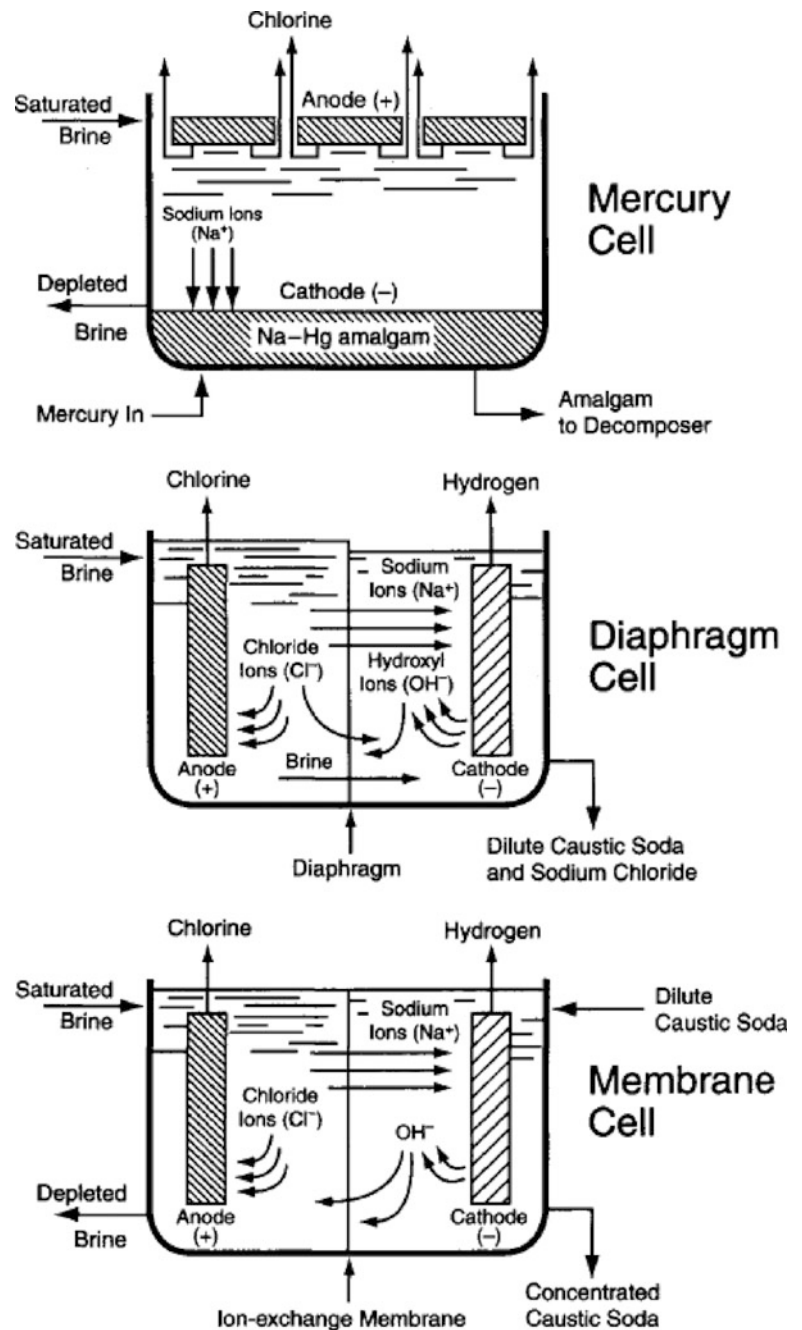 Chlorine
Anode (+)
Saturated
Brine
Mercury
Cell
Sodium Ions
(Na⁺)
Depleted
Brine
Cathode (–)
Na–Hg amalgam
Mercury In
Amalgam
to Decomposer
Chlorine
Hydrogen
Saturated
Brine
Sodium
Ions (Na⁺)
Diaphragm
Cell
Chloride
Ions (Cl⁻)
Hydroxyl
Ions (OH⁻)
Anode
(+)
Brine
Cathode
(–)
Diaphragm
Dilute Caustic Soda
and Sodium Chloride
Chlorine
Hydrogen
Saturated
Brine
Sodium
Ions (Na⁺)
Dilute
Caustic Soda
Membrane
Cell
Chloride
Ions (Cl⁻)
OH⁻
Depleted
Brine
Anode
(+)
Cathode
(–)
Ion-exchange Membrane
Concentrated
Caustic Soda